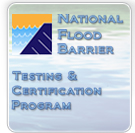 National
Flood
Barrier
Testing &
Certification
Program